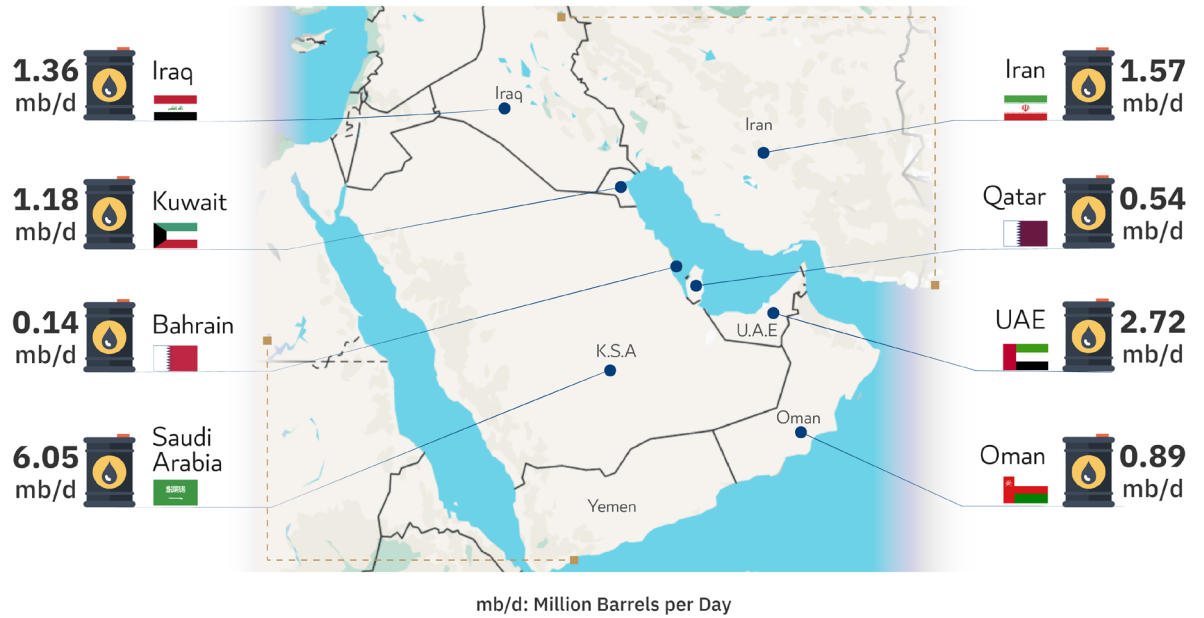 1.36
mb/d
Iraq
1.18
mb/d
Kuwait
0.14
mb/d
Bahrain
6.05
mb/d
Saudi
Arabia
Iraq
Iran
K.S.A
U.A.E
Oman
Yemen
Iran
1.57
mb/d
Qatar
0.54
mb/d
UAE
2.72
mb/d
Oman
0.89
mb/d
mb/d: Million Barrels per Day